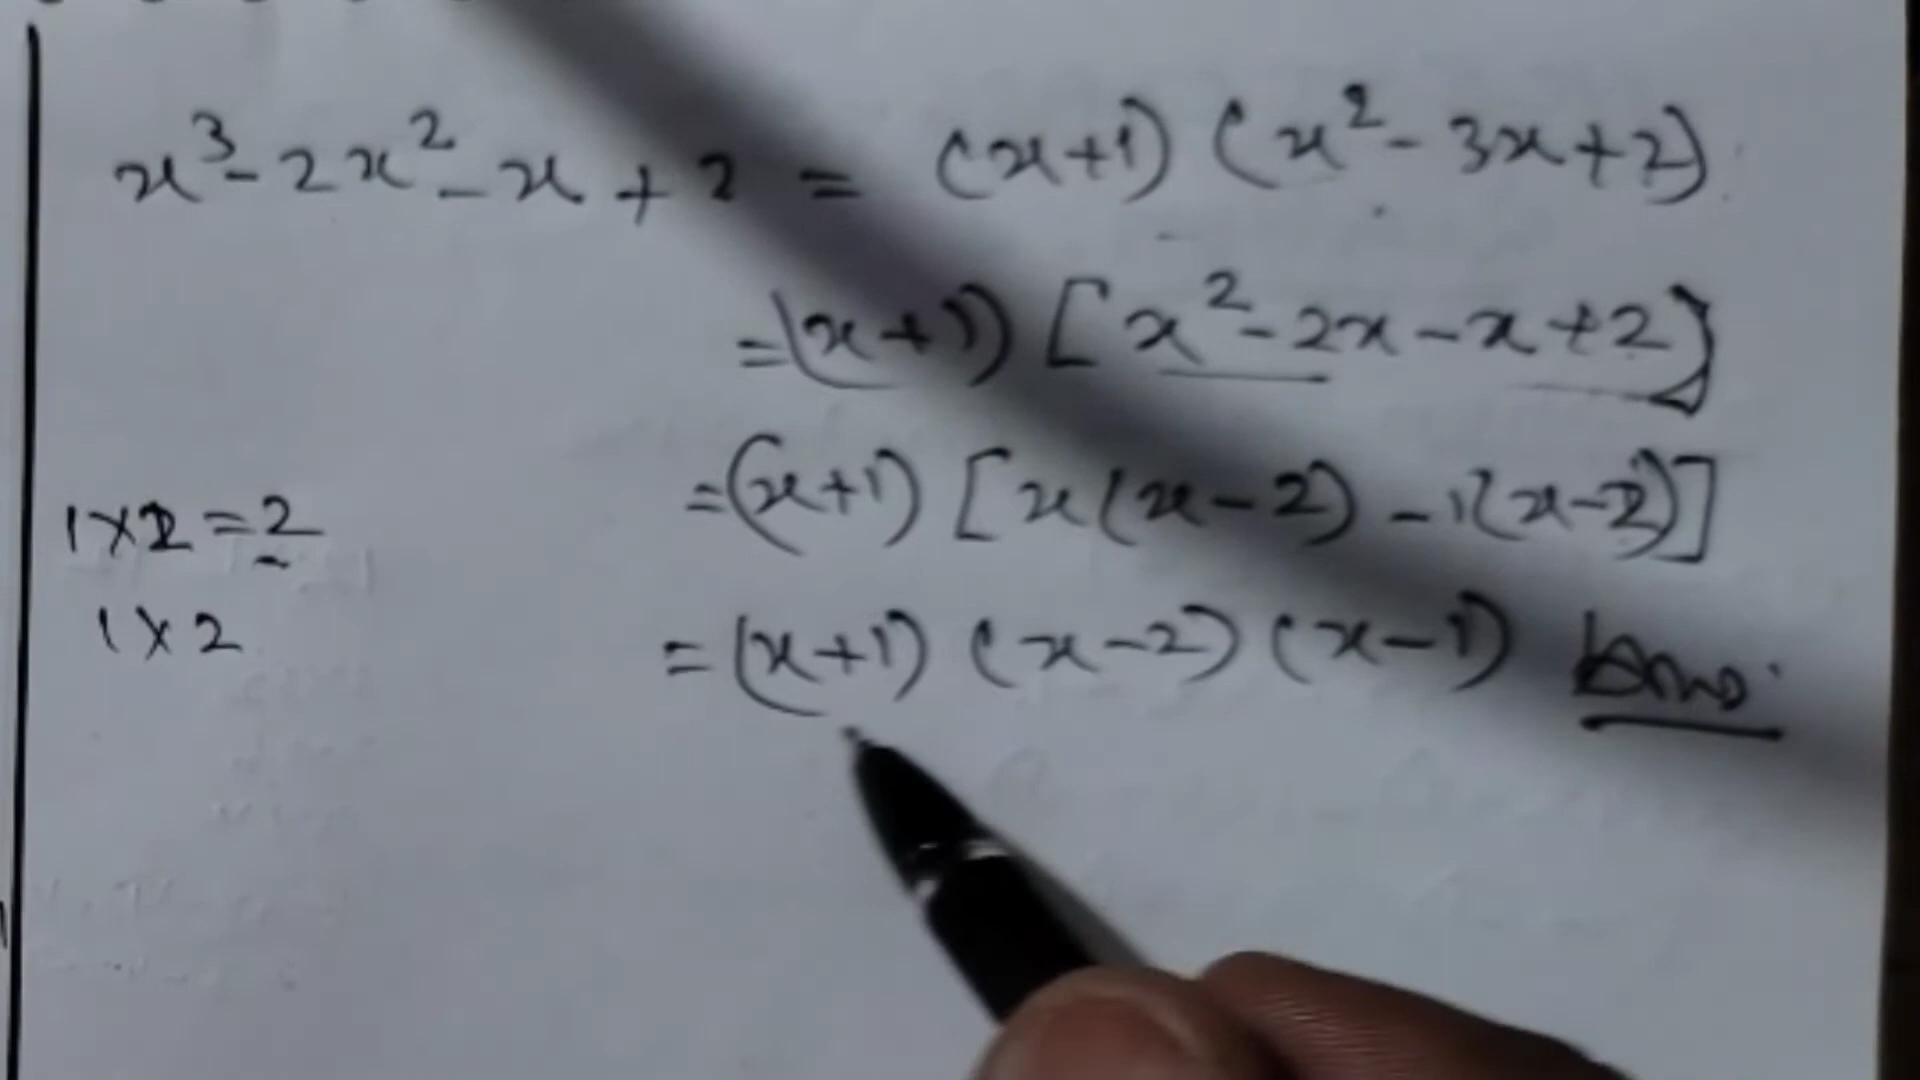 x³-2x²-x+2 = (x+1) (x²-3x+2)
=(x+1) [x²-2x-x+2]
=(x+1) [x(x-2)-1(x-2)]
1×2=2
1×2
=(x+1) (x-2) (x-1) Ans.